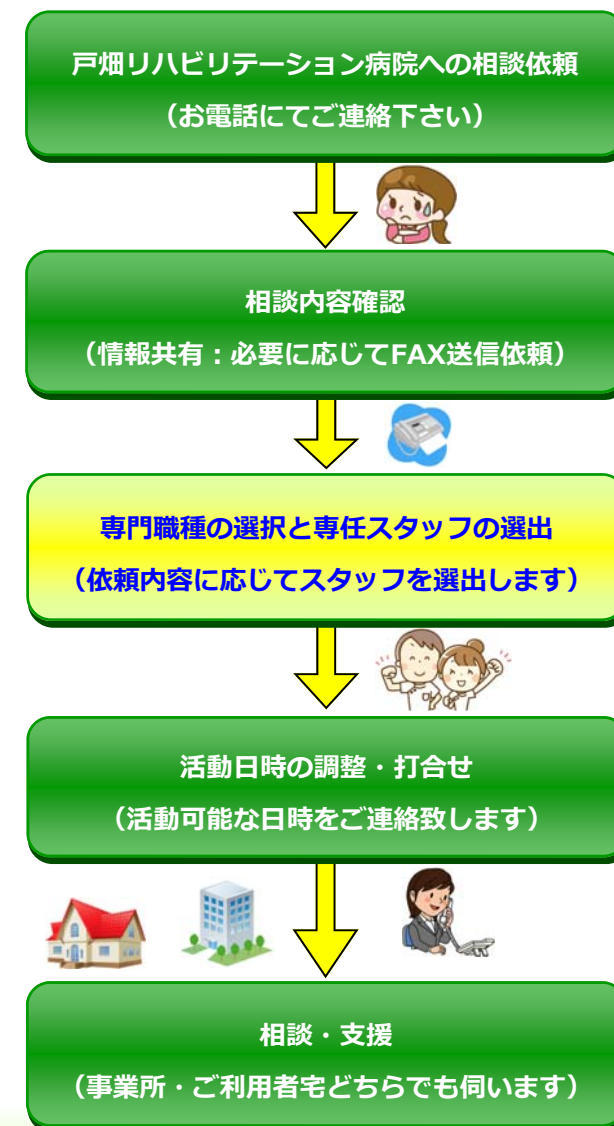 戸畑リハビリテーション病院への相談依頼
（お電話にてご連絡下さい）
相談内容確認
（情報共有：必要に応じてFAX送信依頼）
専門職種の選択と専任スタッフの選出
（依頼内容に応じてスタッフを選出します）
活動日時の調整・打合せ
（活動可能な日時をご連絡致します）
相談・支援
（事業所・ご利用者宅どちらでも伺います）